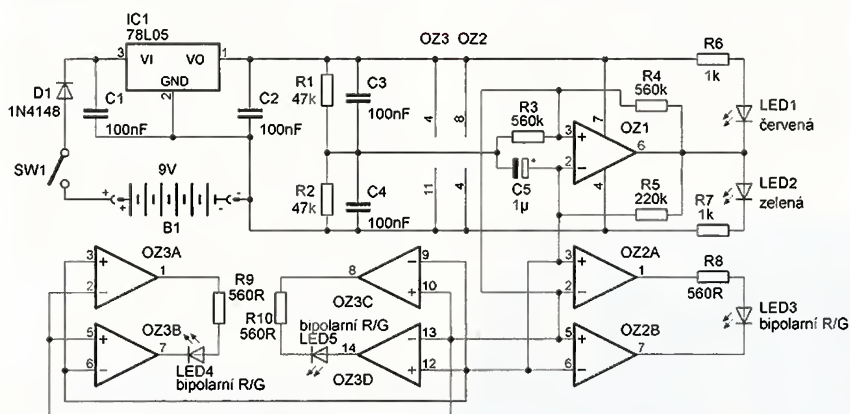 IC1
78L05
3
VI
VO
1
GND
2
D1
1N4148
C1
100nF
C2
100nF
SW1
9V
+
+
-
-
B1
R1
47k
C3
100nF
R2
47k
C4
100nF
OZ3
OZ2
4
8
11
4
R3
560k
+
C5
1µ
3
+
2
-
7
4
6
OZ1
R4
560k
R5
220k
R6
1k
LED1
červená
LED2
zelená
R7
1k
3
+
2
-
OZ3A
1
5
+
6
-
OZ3B
7
R9
560R
LED4
bipolarní R/G
8
R10
560R
OZ3C
9
-
10
+
bipolarní R/G
LED5
14
13
-
12
+
OZ3D
3
+
2
-
OZ2A
1
R8
560R
5
+
6
-
OZ2B
7
LED3
bipolarní R/G